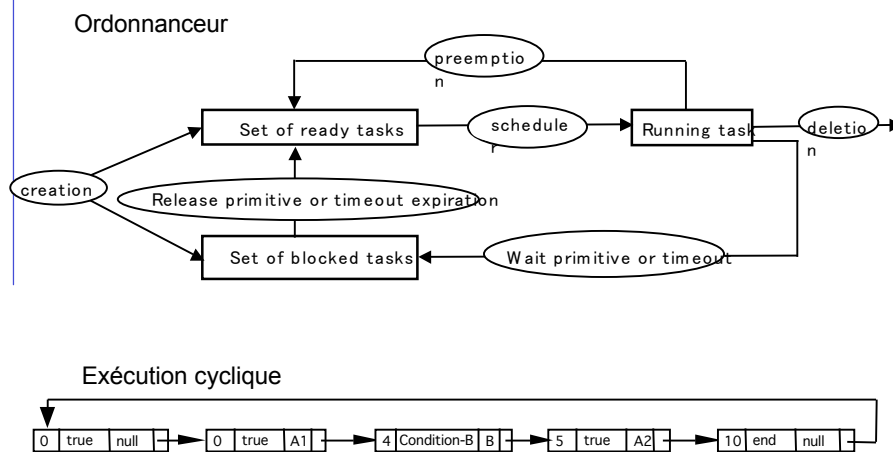 Ordonnanceur
preemptio
n
Set of ready tasks
schedule
r
Running task
deletio
n
creation
Release primitive or timeout expiration
Set of blocked tasks
Wait primitive or timeout
Exécution cyclique
0 true null 0 true A1 4 Condition-B B 5 true A2 10 end null